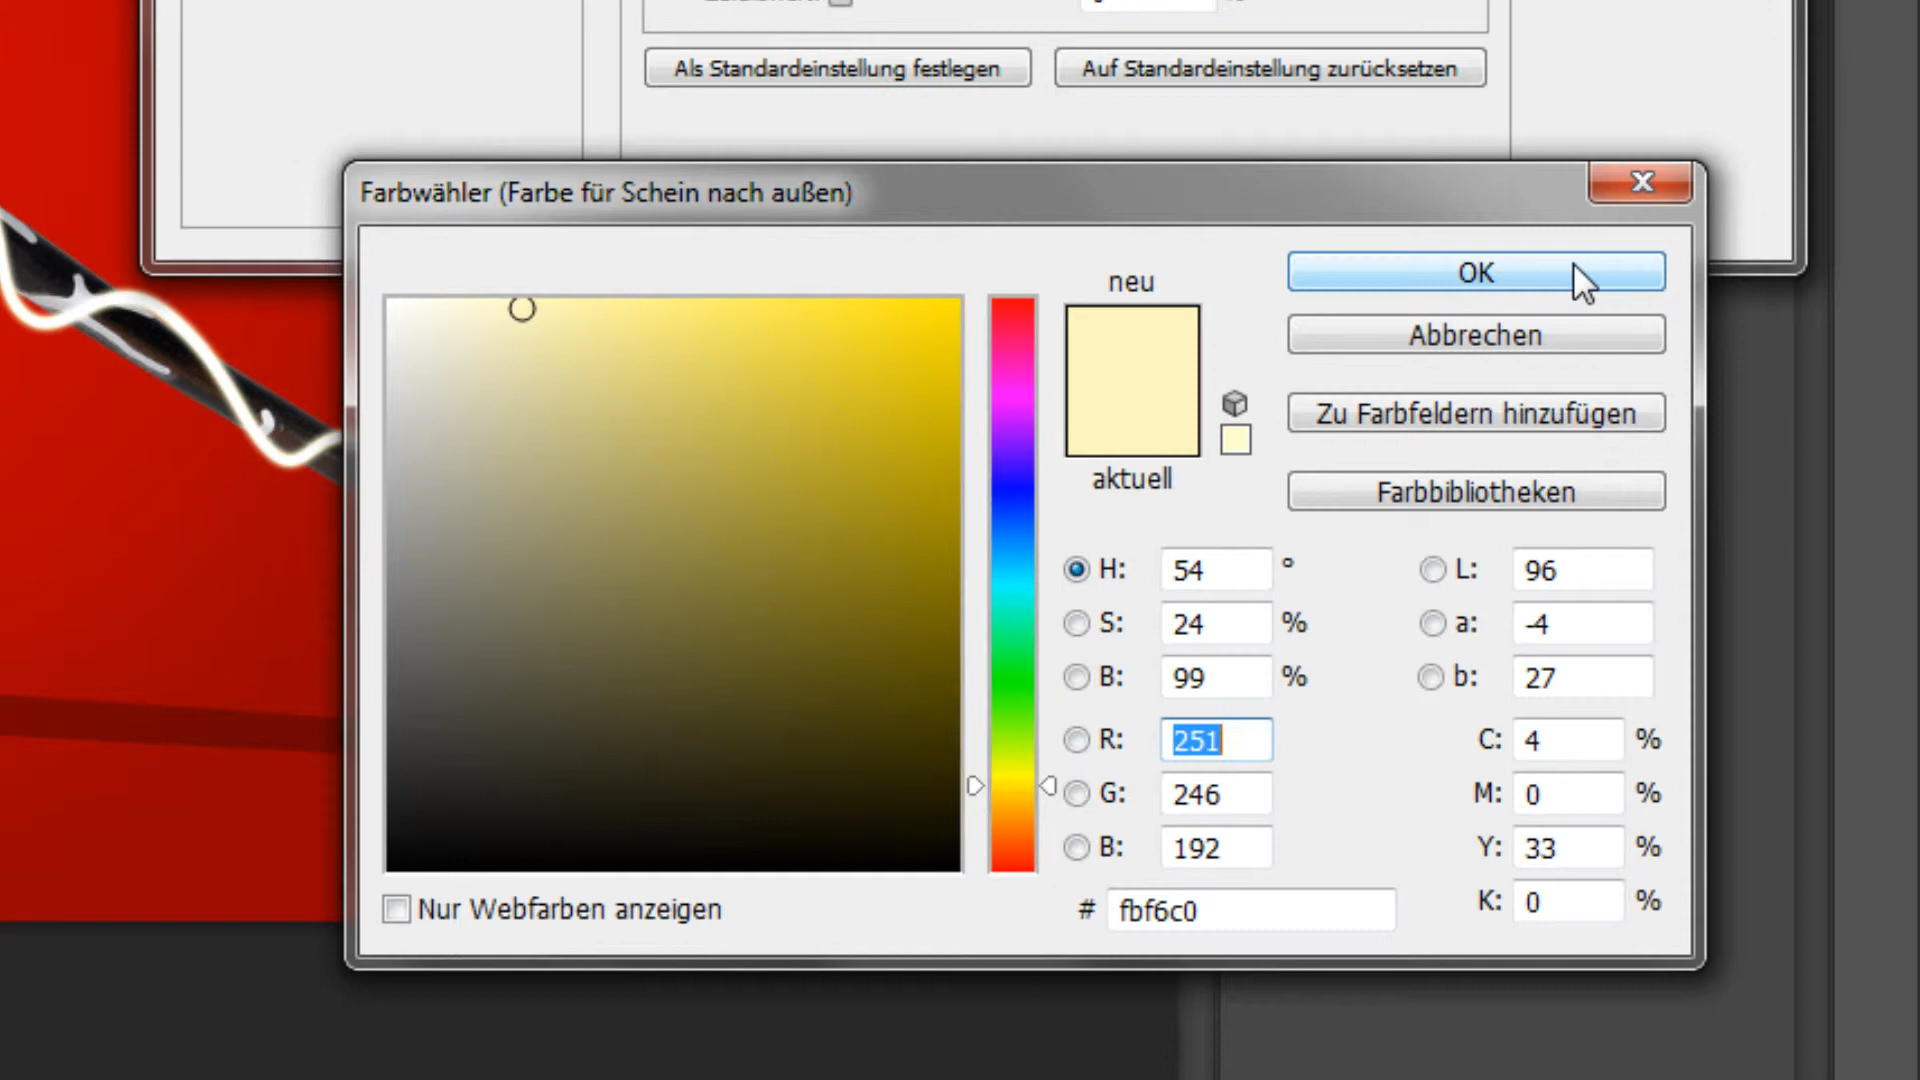 Als Standardeinstellung festlegen
Auf Standardeinstellung zurücksetzen
Farbwähler (Farbe für Schein nach außen)
neu
aktuell
OK
Abbrechen
Zu Farbfeldern hinzufügen
Farbbibliotheken
H: 54 °
S: 24 %
B: 99 %
R: 251
G: 246
B: 192
# fbf6c0
L: 96
a: -4
b: 27
C: 4 %
M: 0 %
Y: 33 %
K: 0 %
Nur Webfarben anzeigen